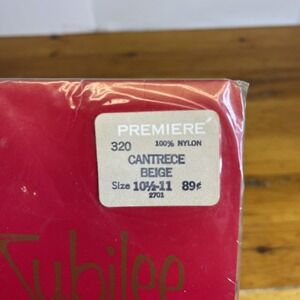 PREMIERE
320 100% NYLON
CANTRECE
BEIGE
Size 10½-11 89¢
2701
Jubilee